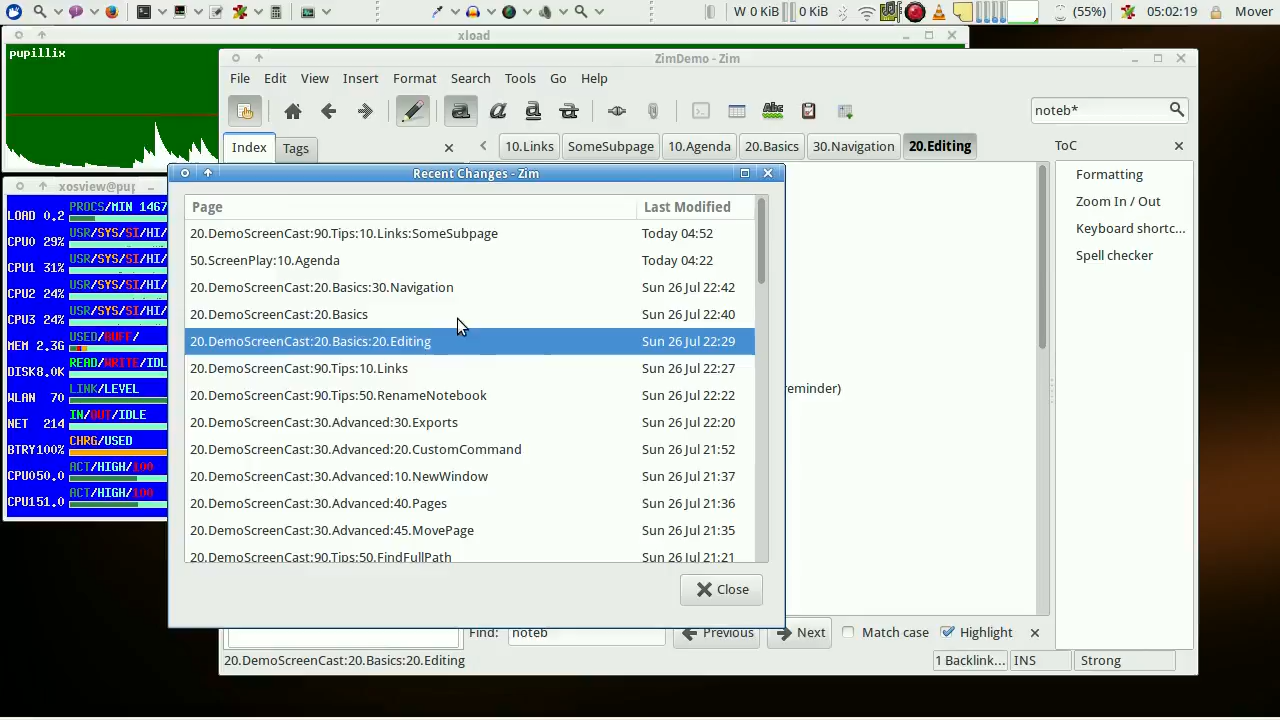 W 0 KiB 0 KiB (55%) 05:02:19 Mover
xload
pupillix
ZimDemo - Zim
File Edit View Insert Format Search Tools Go Help
noteb*
Index Tags
10.Links SomeSubpage 10.Agenda 20.Basics 30.Navigation 20.Editing
ToC
Formatting
Zoom In / Out
Keyboard shortc...
Spell checker
xosview@pup
LOAD 0.2 PROCS/MIN 1467
CPU0 29% USR/SYS/SI/HI/
CPU1 31% USR/SYS/SI/HI/
CPU2 24% USR/SYS/SI/HI/
CPU3 24% USR/SYS/SI/HI/
MEM 2.3G USED/BUFF/
DISK8.0K READ/WRITE/IDL
WLAN 70 LINK/LEVEL
NET 214 IN/OUT/IDLE
BTRY100% CHRG/USED
CPU050.0 ACT/HIGH/100
CPU151.0 ACT/HIGH/100
Recent Changes - Zim
Page Last Modified
20.DemoScreenCast:90.Tips:10.Links:SomeSubpage Today 04:52
50.ScreenPlay:10.Agenda Today 04:22
20.DemoScreenCast:20.Basics:30.Navigation Sun 26 Jul 22:42
20.DemoScreenCast:20.Basics Sun 26 Jul 22:40
20.DemoScreenCast:20.Basics:20.Editing Sun 26 Jul 22:29
20.DemoScreenCast:90.Tips:10.Links Sun 26 Jul 22:27
20.DemoScreenCast:90.Tips:50.RenameNotebook Sun 26 Jul 22:22
20.DemoScreenCast:30.Advanced:30.Exports Sun 26 Jul 22:20
20.DemoScreenCast:30.Advanced:20.CustomCommand Sun 26 Jul 21:52
20.DemoScreenCast:30.Advanced:10.NewWindow Sun 26 Jul 21:37
20.DemoScreenCast:30.Advanced:40.Pages Sun 26 Jul 21:36
20.DemoScreenCast:30.Advanced:45.MovePage Sun 26 Jul 21:35
20.DemoScreenCast:90.Tips:50.FindFullPath Sun 26 Jul 21:21
Close
reminder)
Find: noteb Previous Next Match case Highlight
20.DemoScreenCast:20.Basics:20.Editing 1 Backlink... INS Strong